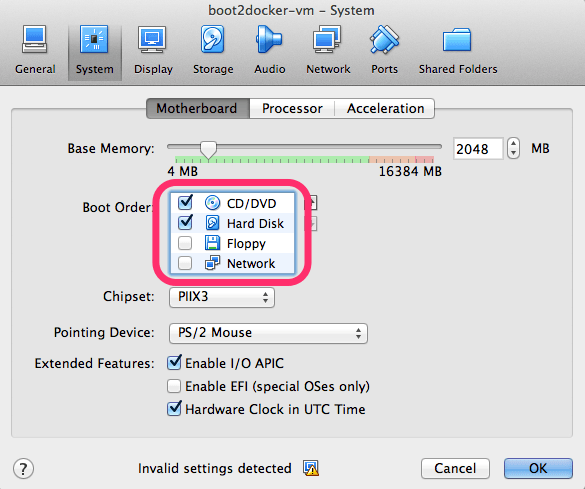 boot2docker-vm – System
General System Display Storage Audio Network Ports Shared Folders
Motherboard Processor Acceleration
Base Memory: 2048 MB
4 MB 16384 MB
Boot Order: CD/DVD
Hard Disk
Floppy
Network
Chipset: PIIX3
Pointing Device: PS/2 Mouse
Extended Features: Enable I/O APIC
Enable EFI (special OSes only)
Hardware Clock in UTC Time
? Invalid settings detected Cancel OK